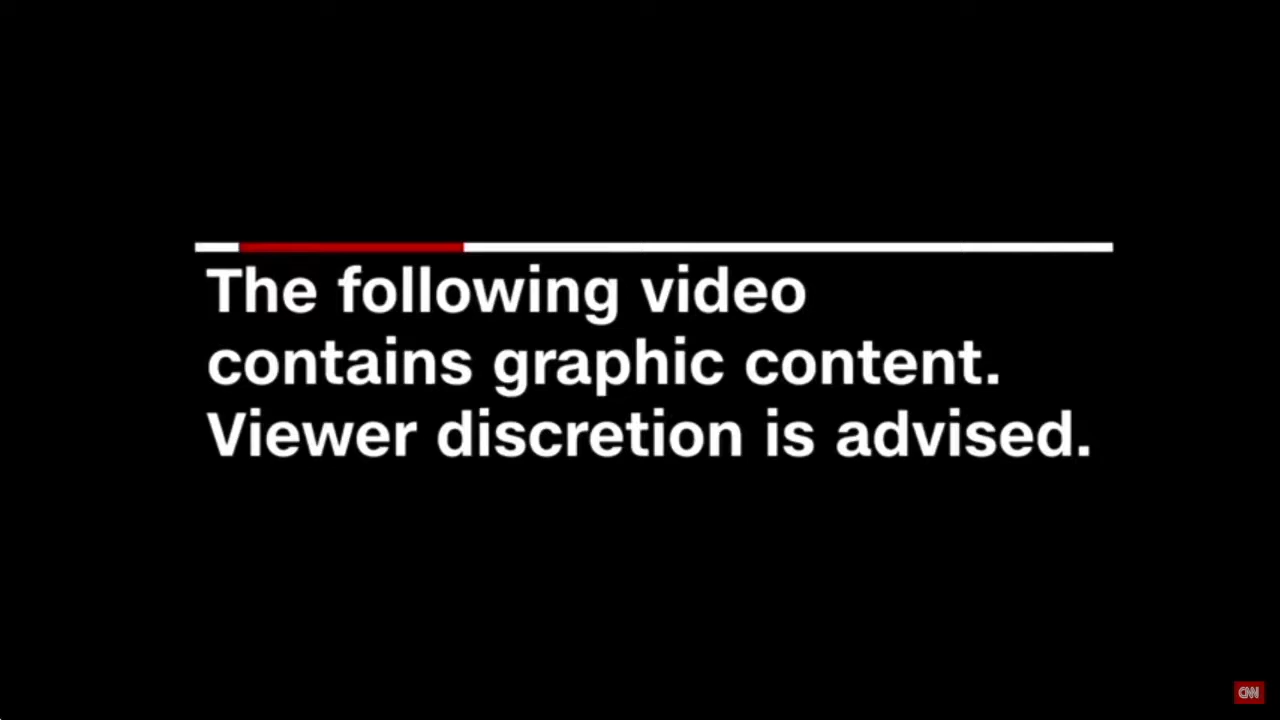 The following video
contains graphic content.
Viewer discretion is advised.
CNN